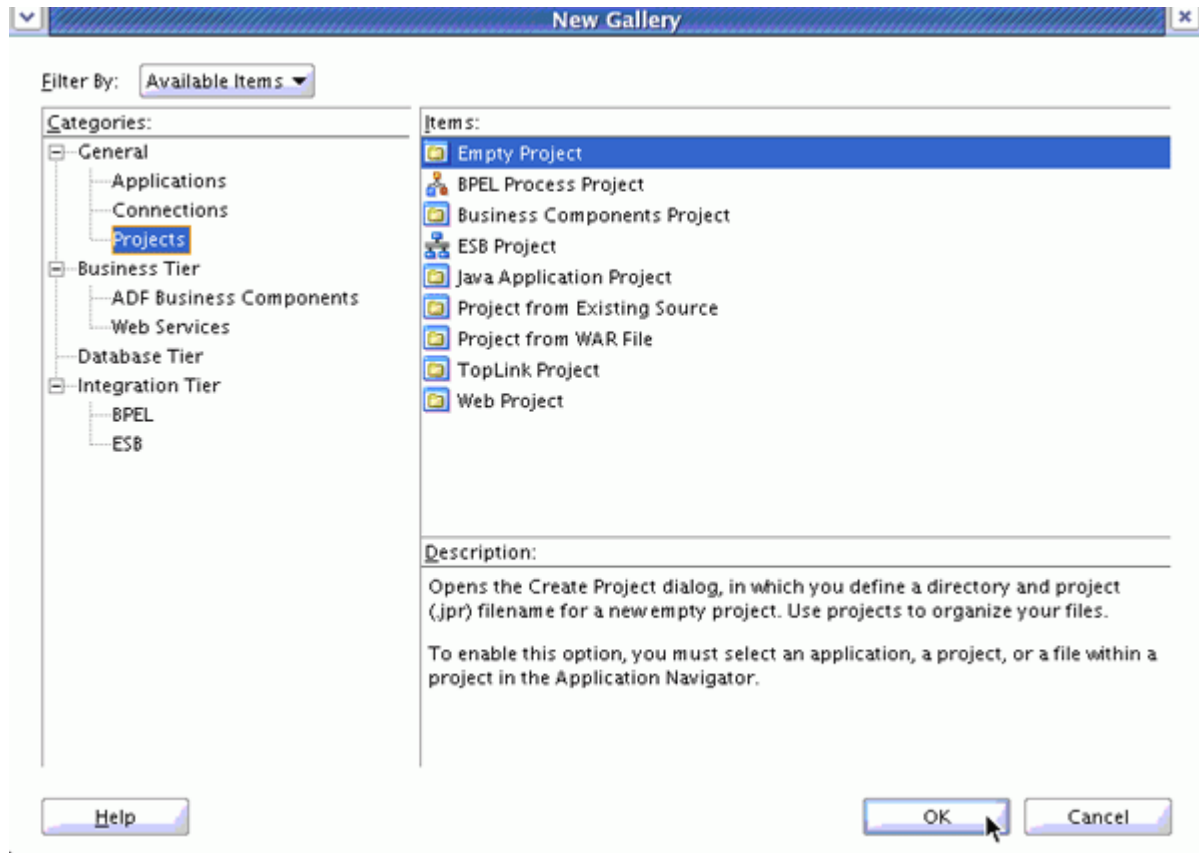 New Gallery
Filter By: Available Items
Categories:
General
Applications
Connections
Projects
Business Tier
ADF Business Components
Web Services
Database Tier
Integration Tier
BPEL
ESB
Items:
Empty Project
BPEL Process Project
Business Components Project
ESB Project
Java Application Project
Project from Existing Source
Project from WAR File
TopLink Project
Web Project
Description:
Opens the Create Project dialog, in which you define a directory and project
(.jpr) filename for a new empty project. Use projects to organize your files.
To enable this option, you must select an application, a project, or a file within a
project in the Application Navigator.
Help
OK
Cancel